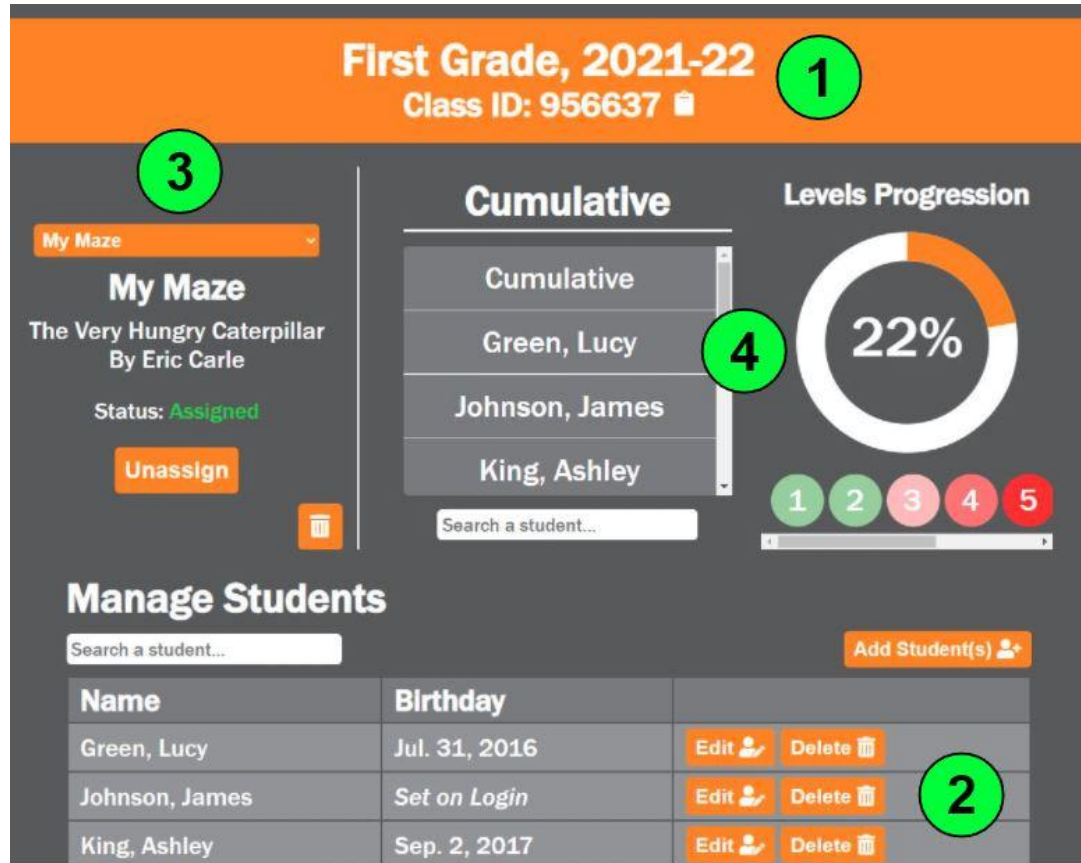 First Grade, 2021-22
Class ID: 956637
1
3
My Maze
My Maze
The Very Hungry Caterpillar
By Eric Carle
Status: Assigned
Unassign
Cumulative
Cumulative
Green, Lucy
Johnson, James
King, Ashley
Search a student...
4
Levels Progression
22%
1 2 3 4 5
Manage Students
Search a student...
Add Student(s)
Name Birthday
Green, Lucy Jul. 31, 2016 Edit Delete
Johnson, James Set on Login Edit Delete
2
King, Ashley Sep. 2, 2017 Edit Delete